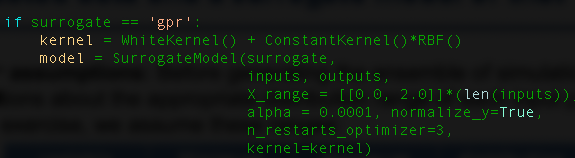 if surrogate == 'gpr':
    kernel = WhiteKernel() + ConstantKernel()*RBF()
    model = SurrogateModel(surrogate,
                           inputs, outputs,
                           X_range = [[0.0, 2.0]]*(len(inputs)),
                           alpha = 0.0001, normalize_y=True,
                           n_restarts_optimizer=3,
                           kernel=kernel)